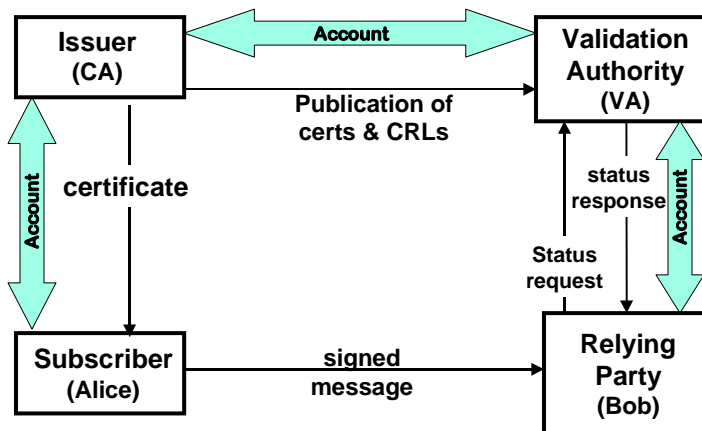 Issuer
(CA)
Account
Validation
Authority
(VA)
Publication of
certs & CRLs
Account
certificate
status
response
Account
Status
request
Subscriber
(Alice)
signed
message
Relying
Party
(Bob)